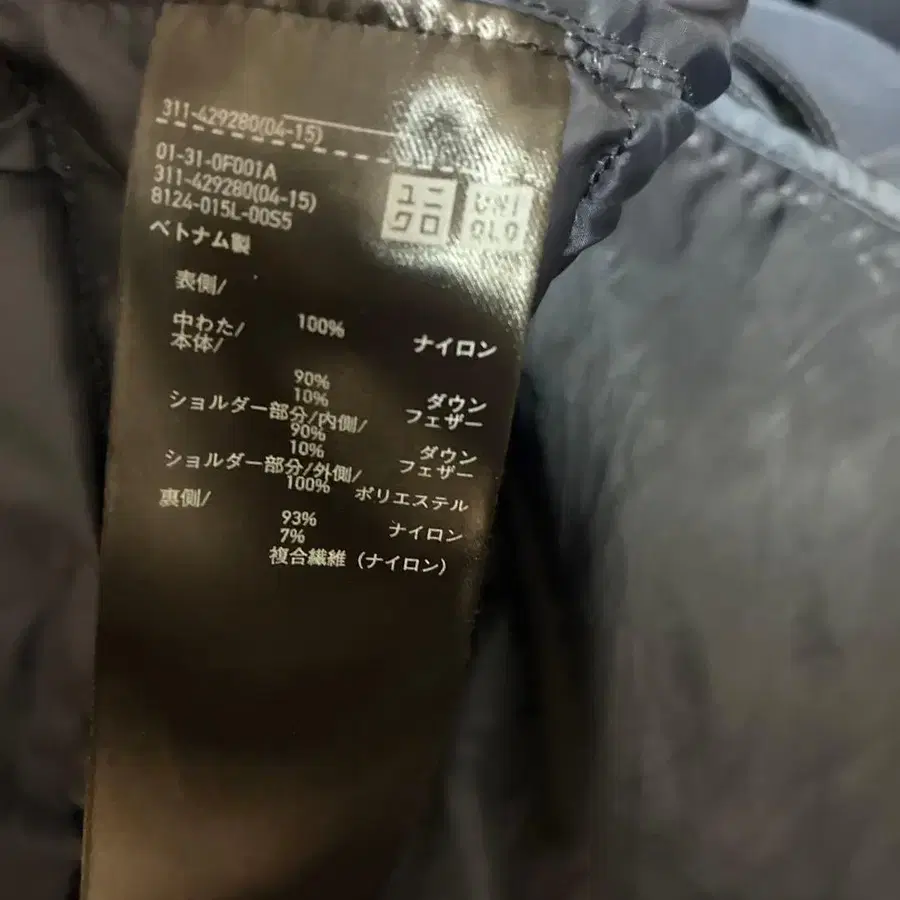 311-429280(04-15)
01-31-0F001A
311-429280(04-15)
8124-015L-00S5
ベトナム製
ユニ
クロ
UNI
QLO
表側/
100% ナイロン
中わた/
本体/
90% ダウン
10% フェザー
ショルダー部分/内側/
90% ダウン
10% フェザー
ショルダー部分/外側/
100% ポリエステル
裏側/
93% ナイロン
7%
複合繊維(ナイロン)